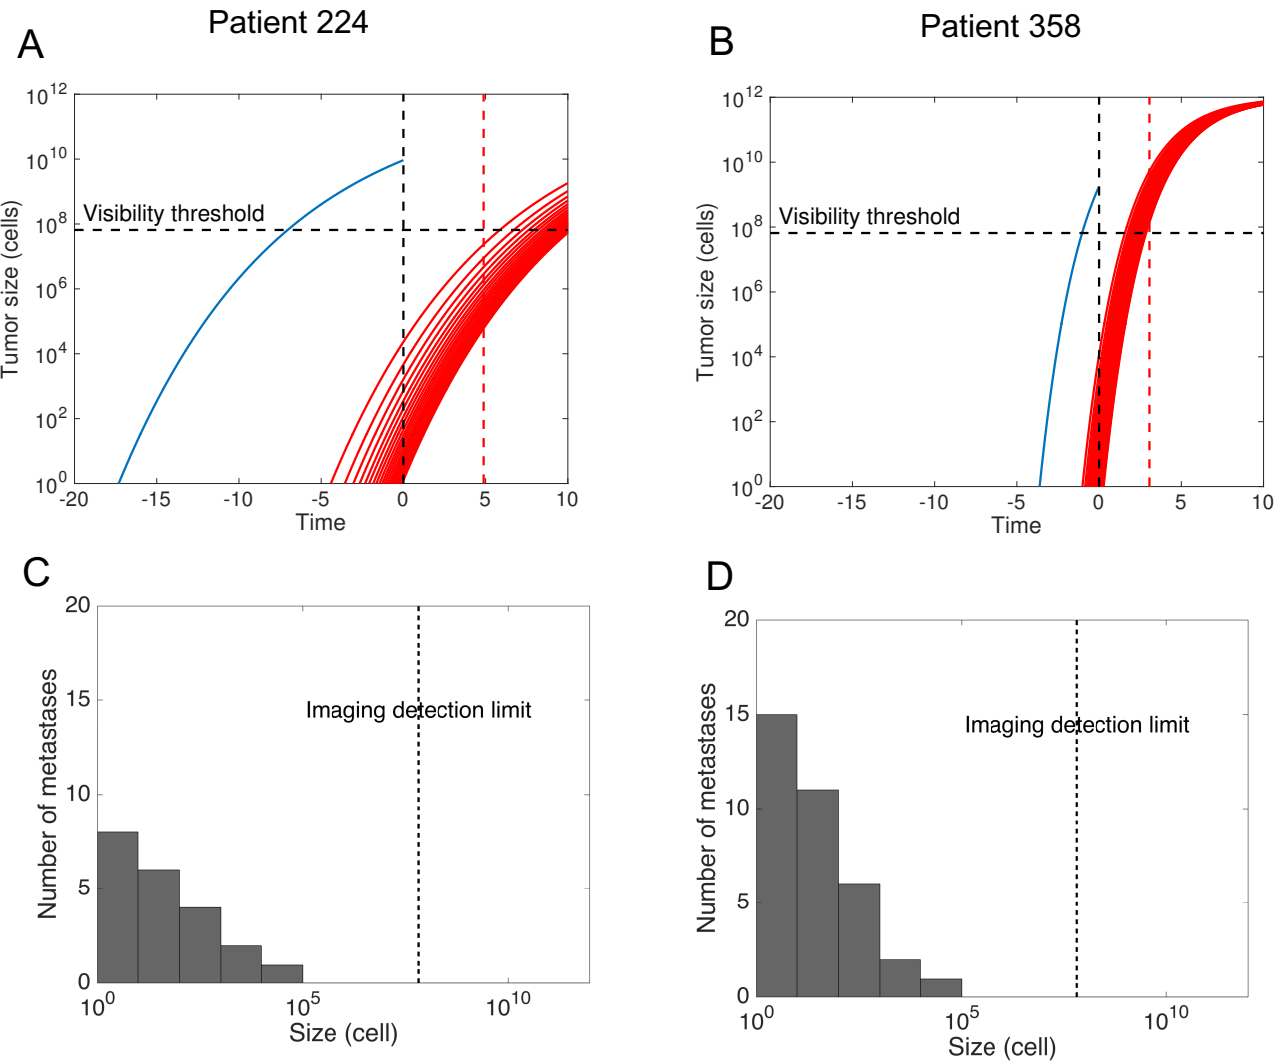 Patient 224
Patient 358
A
B
10^12
10^10
10^8
10^6
10^4
10^2
10^0
Visibility threshold
Tumor size (cells)
-20 -15 -10 -5 0 5 10
Time
10^12
10^10
10^8
10^6
10^4
10^2
10^0
Visibility threshold
Tumor size (cells)
-20 -15 -10 -5 0 5 10
Time
C
D
20
15
10
5
0
Imaging detection limit
Number of metastases
10^0 10^5 10^10
Size (cell)
20
15
10
5
0
Imaging detection limit
Number of metastases
10^0 10^5 10^10
Size (cell)